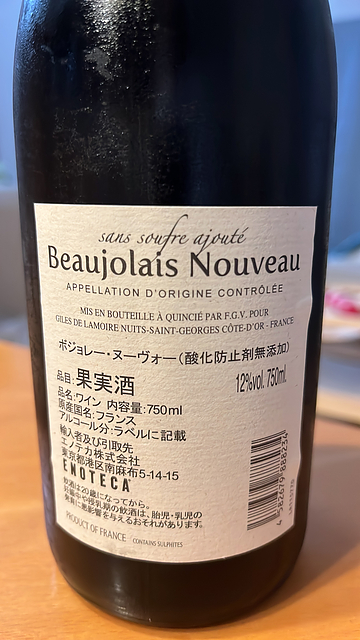 sans soufre ajouté
Beaujolais Nouveau
APPELLATION D'ORIGINE CONTRÔLÉE
MIS EN BOUTEILLE À QUINCIÉ PAR F.G.V. POUR
GILES DE LAMOIRE NUITS-SAINT-GEORGES CÔTE-D'OR - FRANCE
ボジョレー・ヌーヴォー(酸化防止剤無添加)
品目:果実酒 12%vol. 750mL
品名:ワイン 内容量:750ml
原産国名:フランス
アルコール分:ラベルに記載
輸入者及び引取先
エノテカ株式会社
東京都港区南麻布5-14-15
ENOTECA
飲酒は20歳になってから。
妊娠中や授乳期の飲酒は、胎児・乳児の
発育に悪影響を与えるおそれがあります。
PRODUCT OF FRANCE CONTAINS SULPHITES